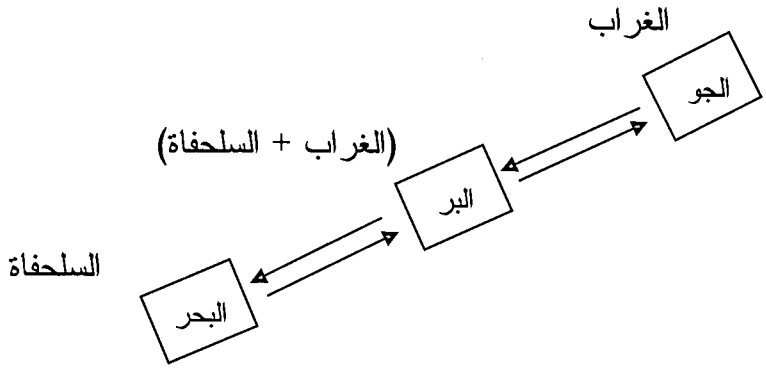 الغراب
الجو
(الغراب + السلحفاة)
البر
السلحفاة
البحر